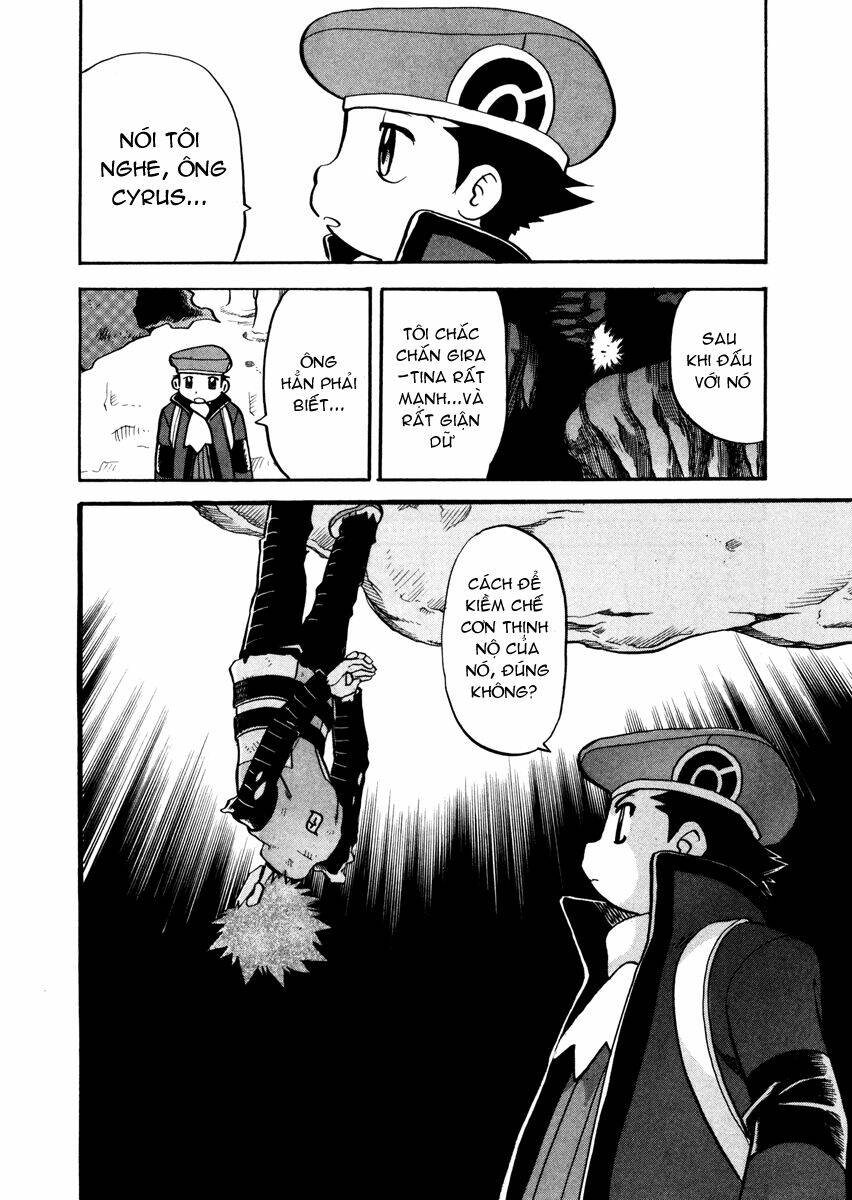 NÓI TÔI
NGHE, ÔNG
CYRUS...
SAU
KHI ĐẤU
VỚI NÓ
TÔI CHẮC
CHẮN GIRA
-TINA RẤT
MẠNH...VÀ
RẤT GIẬN
DỮ
ÔNG
HẲN PHẢI
BIẾT...
CÁCH ĐỂ
KIỀM CHẾ
CƠN THỊNH
NỘ CỦA
NÓ, ĐÚNG
KHÔNG?